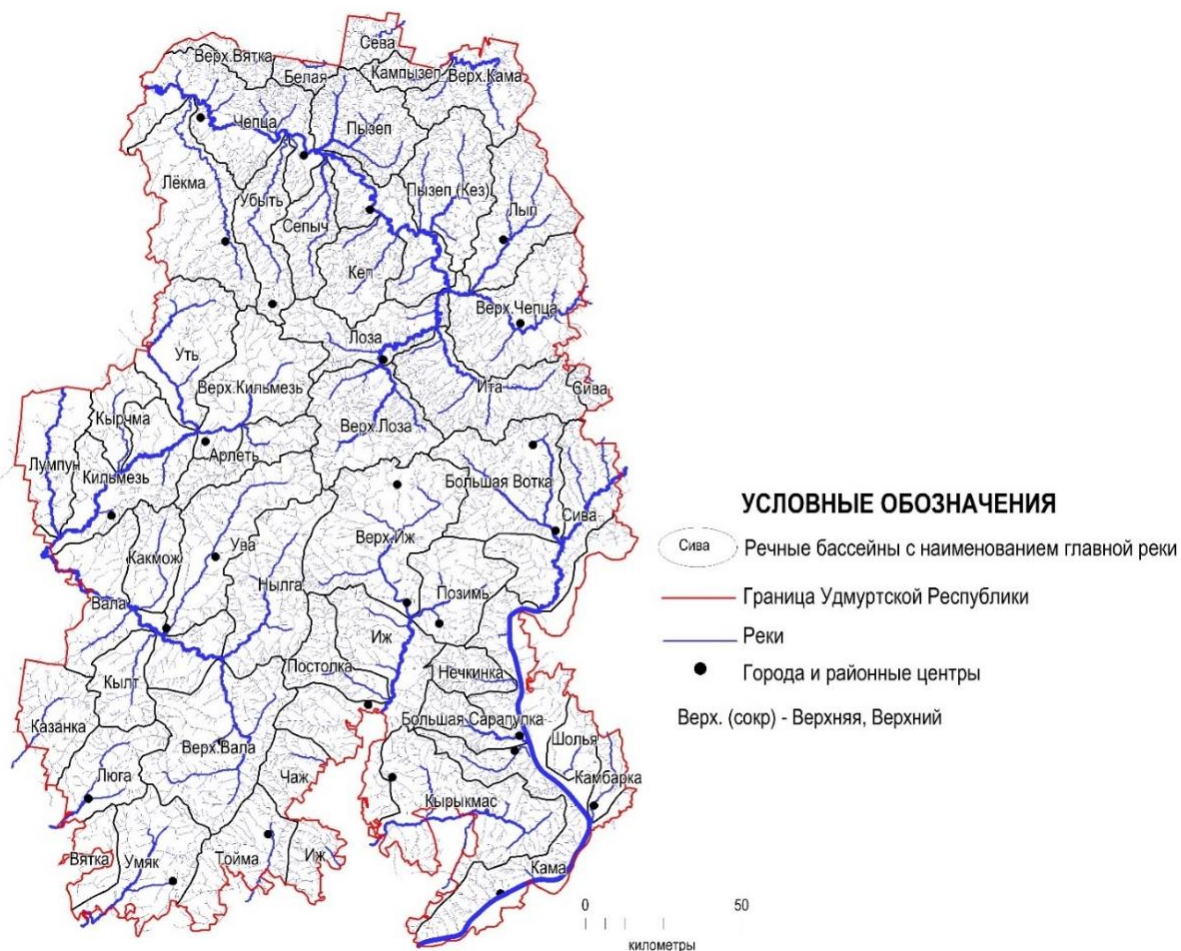 Сева
Верх.Вятка
Белая
Кампызеп
Верх.Кама
Чепца
Пызеп
Лёкма
Убыть
Сепыч
Пызеп (Кез)
Лып
Кеп
Верх.Чепца
Лоза
Уть
Верх.Кильмезь
Ита
Сива
Кырчма
Верх.Лоза
Арлеть
Лумпун
Кильмезь
Большая Вотка
Сива
Какмож
Ува
Верх.Иж
Нылга
Позимь
Вала
Иж
Постолка
Кылт
Нечкинка
Казанка
Большая Сарапулка
Верх.Вала
Шолья
Чаж
Люга
Камбарка
Кырыкмас
Вятка
Умяк
Тойма
Иж
Кама
0 50
километры
УСЛОВНЫЕ ОБОЗНАЧЕНИЯ
Сива Речные бассейны с наименованием главной реки
Граница Удмуртской Республики
Реки
Города и районные центры
Верх. (сокр) - Верхняя, Верхний